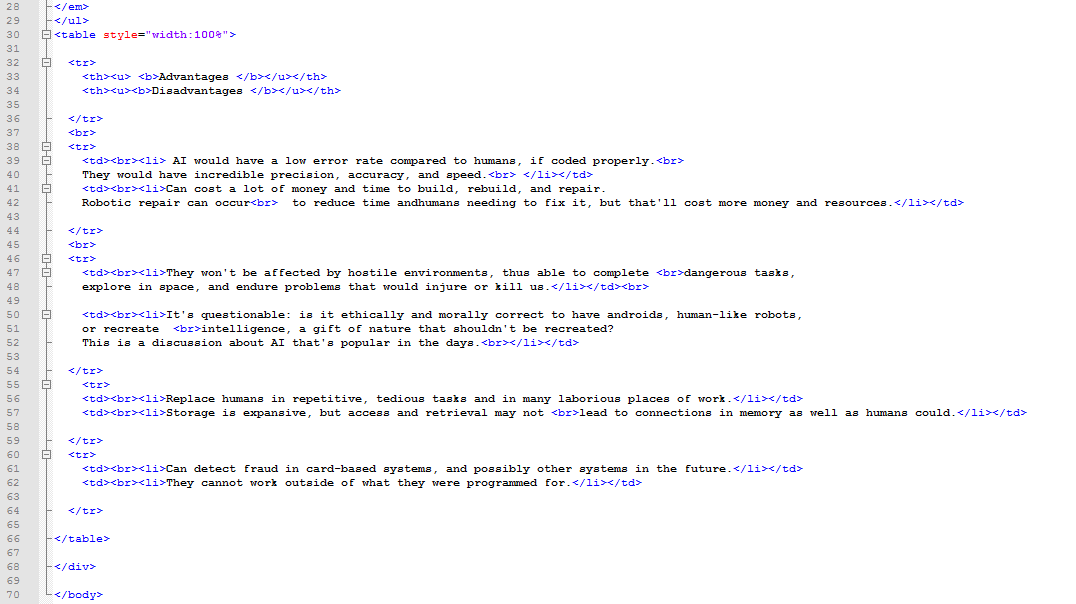 28 </em>
29 </ul>
30 <table style="width:100%">
31
32 <tr>
33 <th><u> <b>Advantages </b></u></th>
34 <th><u><b>Disadvantages </b></u></th>
35
36 </tr>
37 <br>
38 <tr>
39 <td><br><li> AI would have a low error rate compared to humans, if coded properly.<br>
40 They would have incredible precision, accuracy, and speed.<br> </li></td>
41 <td><br><li>Can cost a lot of money and time to build, rebuild, and repair.
42 Robotic repair can occur<br>  to reduce time andhumans needing to fix it, but that'll cost more money and resources.</li></td>
43
44 </tr>
45 <br>
46 <tr>
47 <td><br><li>They won't be affected by hostile environments, thus able to complete <br>dangerous tasks,
48 explore in space, and endure problems that would injure or kill us.</li></td><br>
49
50 <td><br><li>It's questionable: is it ethically and morally correct to have androids, human-like robots,
51 or recreate  <br>intelligence, a gift of nature that shouldn't be recreated?
52 This is a discussion about AI that's popular in the days.<br></li></td>
53
54 </tr>
55 <tr>
56 <td><br><li>Replace humans in repetitive, tedious tasks and in many laborious places of work.</li></td>
57 <td><br><li>Storage is expansive, but access and retrieval may not <br>lead to connections in memory as well as humans could.</li></td>
58
59 </tr>
60 <tr>
61 <td><br><li>Can detect fraud in card-based systems, and possibly other systems in the future.</li></td>
62 <td><br><li>They cannot work outside of what they were programmed for.</li></td>
63
64 </tr>
65
66 </table>
67
68 </div>
69
70 </body>